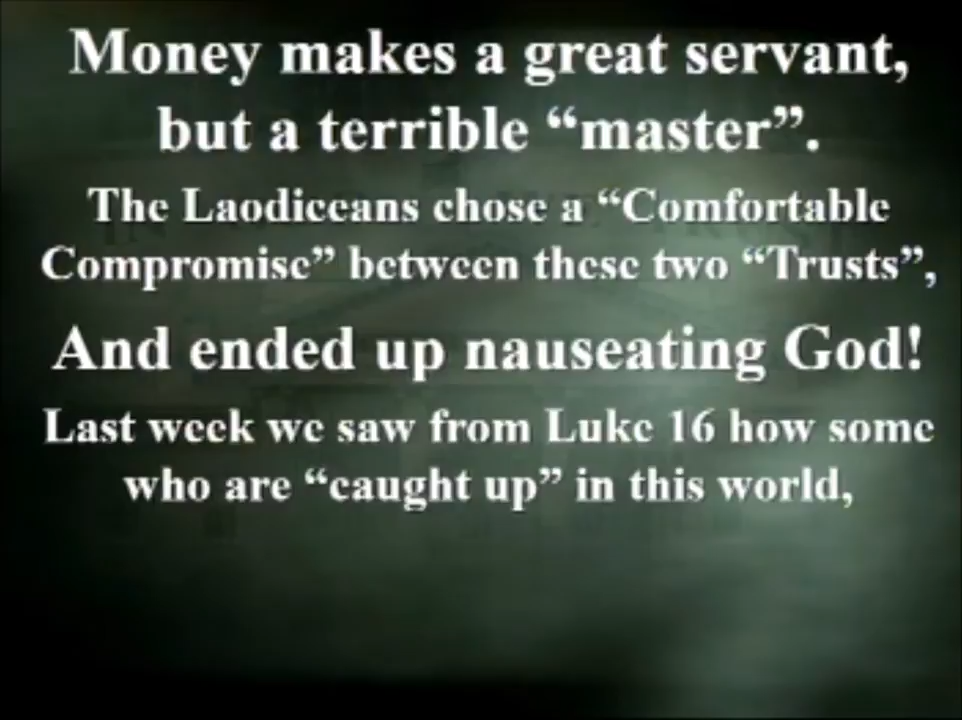 Money makes a great servant,
but a terrible “master”.
The Laodiceans chose a “Comfortable
Compromise” between these two “Trusts”,
And ended up nauseating God!
Last week we saw from Luke 16 how some
who are “caught up” in this world,